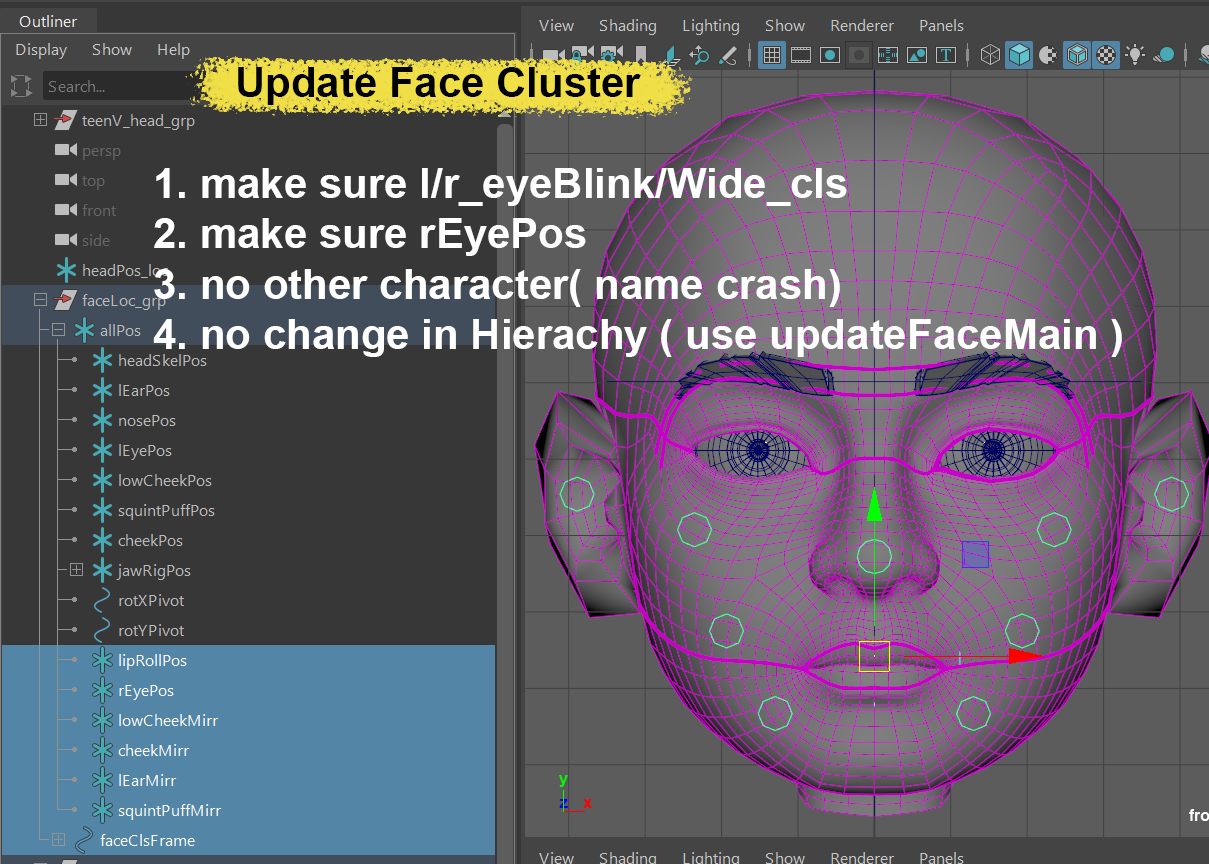 Outliner
Display Show Help
Search...
View Shading Lighting Show Renderer Panels
Update Face Cluster
teenV_head_grp
persp
top
front
side
headPos_lo
faceLoc_grp
allPos
headSkelPos
lEarPos
nosePos
lEyePos
lowCheekPos
squintPuffPos
cheekPos
jawRigPos
rotXPivot
rotYPivot
lipRollPos
rEyePos
lowCheekMirr
cheekMirr
lEarMirr
squintPuffMirr
faceClsFrame
1. make sure l/r_eyeBlink/Wide_cls
2. make sure rEyePos
3. no other character( name crash)
4. no change in Hierachy ( use updateFaceMain )
T
y
z x
fro
View Shading Lighting Show Renderer Panels